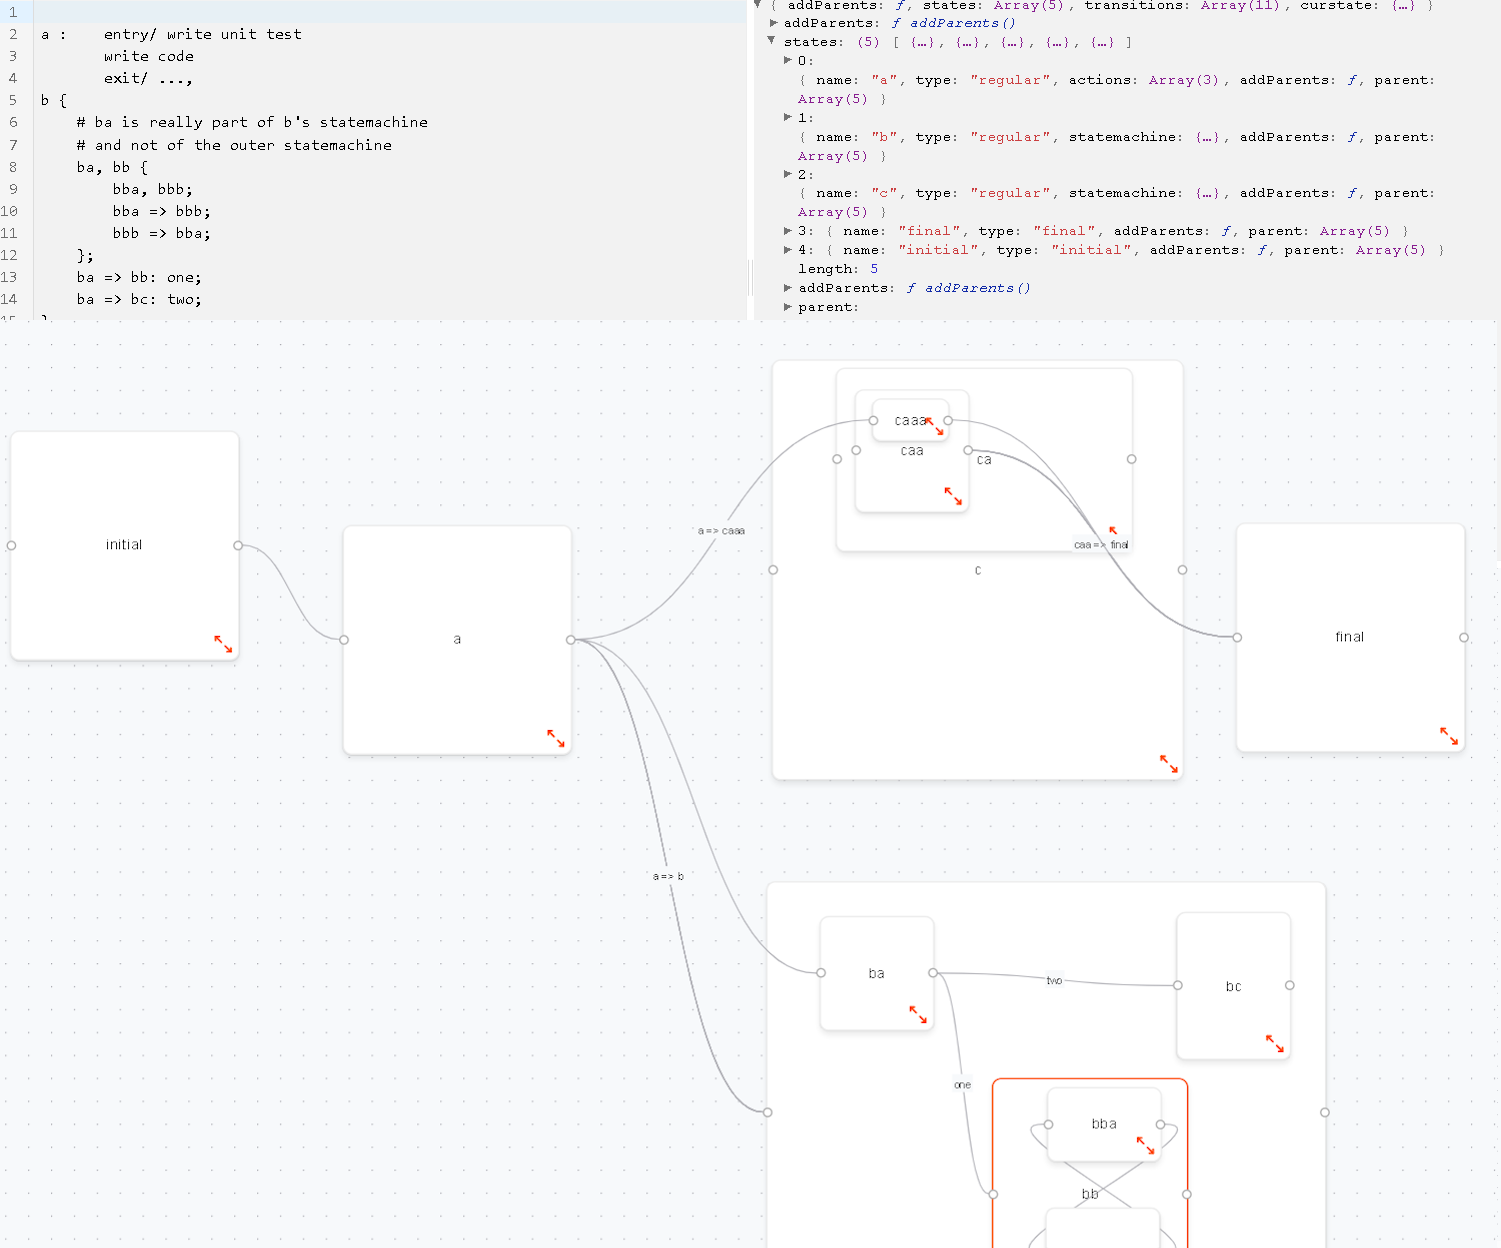 1
2 a :    entry/ write unit test
3        write code
4        exit/ ...,
5 b {
6     # ba is really part of b's statemachine
7     # and not of the outer statemachine
8     ba, bb {
9         bba, bbb;
10         bba => bbb;
11         bbb => bba;
12     };
13     ba => bb: one;
14     ba => bc: two;
15 }
▼ { addParents: ƒ, states: Array(5), transitions: Array(11), curstate: {…} }
▶ addParents: ƒ addParents()
▼ states: (5) [ {…}, {…}, {…}, {…}, {…} ]
▶ 0:
{ name: "a", type: "regular", actions: Array(3), addParents: ƒ, parent:
Array(5) }
▶ 1:
{ name: "b", type: "regular", statemachine: {…}, addParents: ƒ, parent:
Array(5) }
▶ 2:
{ name: "c", type: "regular", statemachine: {…}, addParents: ƒ, parent:
Array(5) }
▶ 3: { name: "final", type: "final", addParents: ƒ, parent: Array(5) }
▶ 4: { name: "initial", type: "initial", addParents: ƒ, parent: Array(5) }
length: 5
▶ addParents: ƒ addParents()
▶ parent:
caaa
caa
ca
a => caaa
initial
caa => final
c
a
final
a => b
ba
two
bc
one
bba
bb